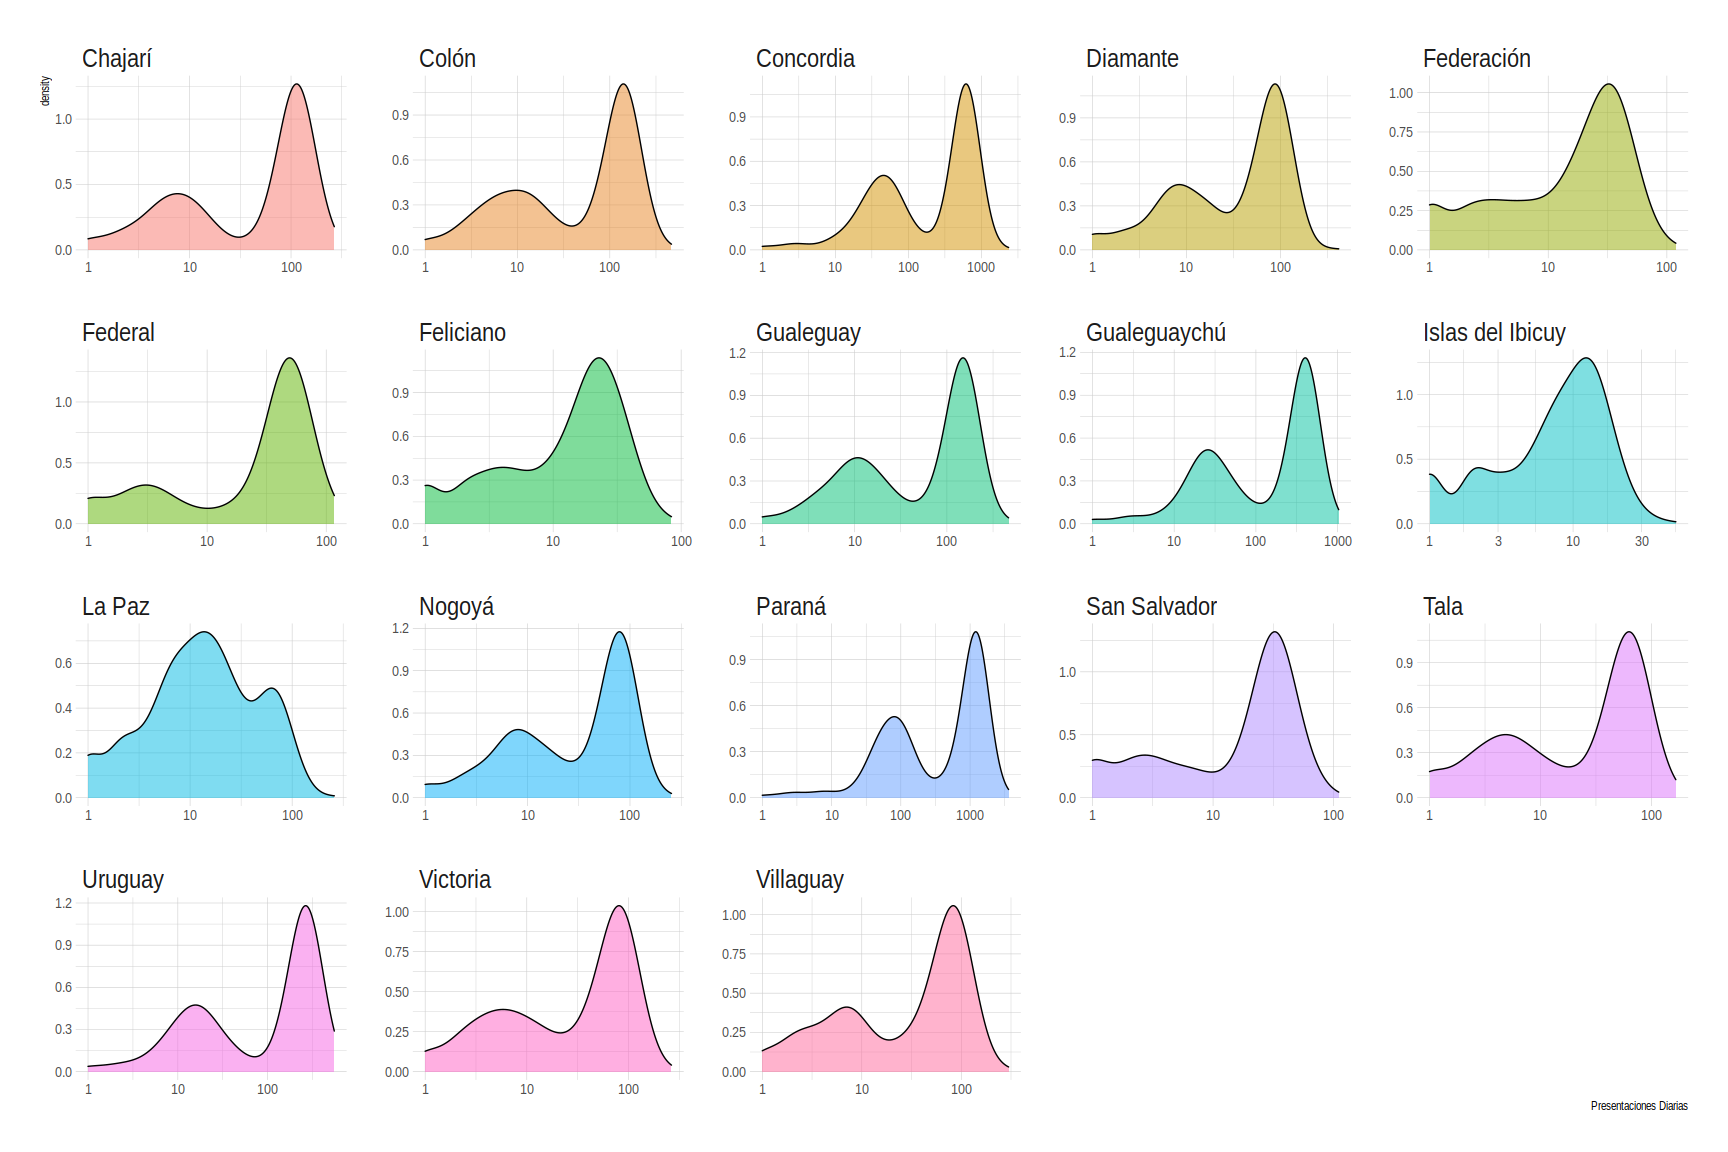 Chajarí
Colón
Concordia
Diamante
Federación
density
1.0
0.5
0.0
1 10 100
0.9
0.6
0.3
0.0
1 10 100
0.9
0.6
0.3
0.0
1 10 100 1000
0.9
0.6
0.3
0.0
1 10 100
1.00
0.75
0.50
0.25
0.00
1 10 100
Federal
Feliciano
Gualeguay
Gualeguaychú
Islas del Ibicuy
1.0
0.5
0.0
1 10 100
0.9
0.6
0.3
0.0
1 10 100
1.2
0.9
0.6
0.3
0.0
1 10 100
1.2
0.9
0.6
0.3
0.0
1 10 100 1000
1.0
0.5
0.0
1 3 10 30
La Paz
Nogoyá
Paraná
San Salvador
Tala
0.6
0.4
0.2
0.0
1 10 100
1.2
0.9
0.6
0.3
0.0
1 10 100
0.9
0.6
0.3
0.0
1 10 100 1000
1.0
0.5
0.0
1 10 100
0.9
0.6
0.3
0.0
1 10 100
Uruguay
Victoria
Villaguay
1.2
0.9
0.6
0.3
0.0
1 10 100
1.00
0.75
0.50
0.25
0.00
1 10 100
1.00
0.75
0.50
0.25
0.00
1 10 100
Presentaciones Diarias